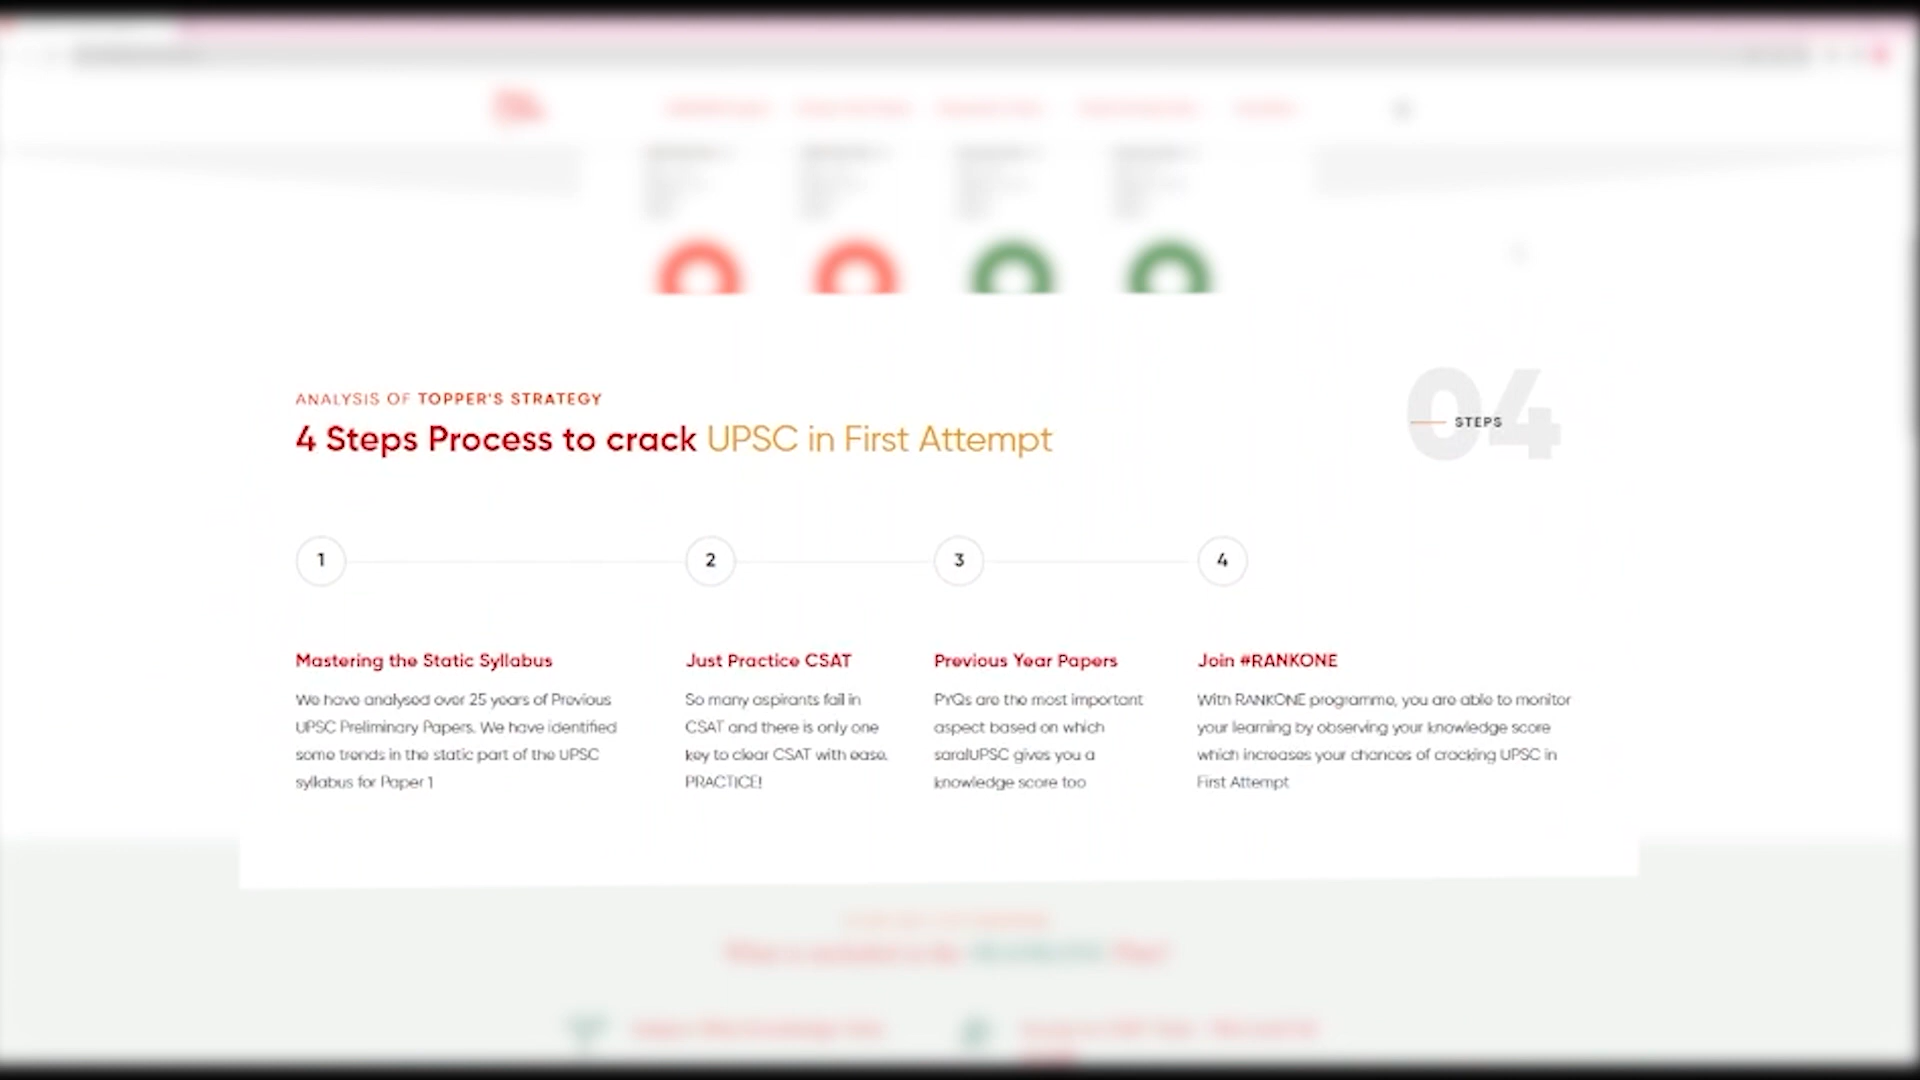 ANALYSIS OF TOPPER'S STRATEGY
4 Steps Process to crack UPSC in First Attempt
04
STEPS
1
2
3
4
Mastering the Static Syllabus
We have analysed over 25 years of Previous
UPSC Preliminary Papers. We have identified
some trends in the static part of the UPSC
syllabus for Paper 1
Just Practice CSAT
So many aspirants fail in
CSAT and there is only one
key to clear CSAT with ease.
PRACTICE!
Previous Year Papers
PYQs are the most important
aspect based on which
saralUPSC gives you a
knowledge score too
Join #RANKONE
With RANKONE programme, you are able to monitor
your learning by observing your knowledge score
which increases your chances of cracking UPSC in
First Attempt